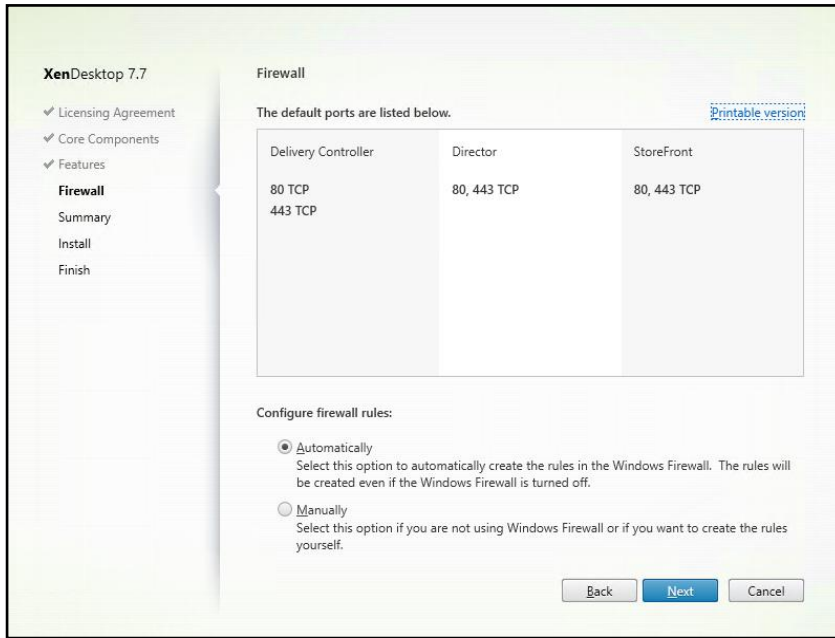 XenDesktop 7.7
Licensing Agreement
Core Components
Features
Firewall
Summary
Install
Finish
Firewall
The default ports are listed below.
Printable version
Delivery Controller
80 TCP
443 TCP
Director
80, 443 TCP
StoreFront
80, 443 TCP
Configure firewall rules:
Automatically
Select this option to automatically create the rules in the Windows Firewall. The rules will
be created even if the Windows Firewall is turned off.
Manually
Select this option if you are not using Windows Firewall or if you want to create the rules
yourself.
Back
Next
Cancel